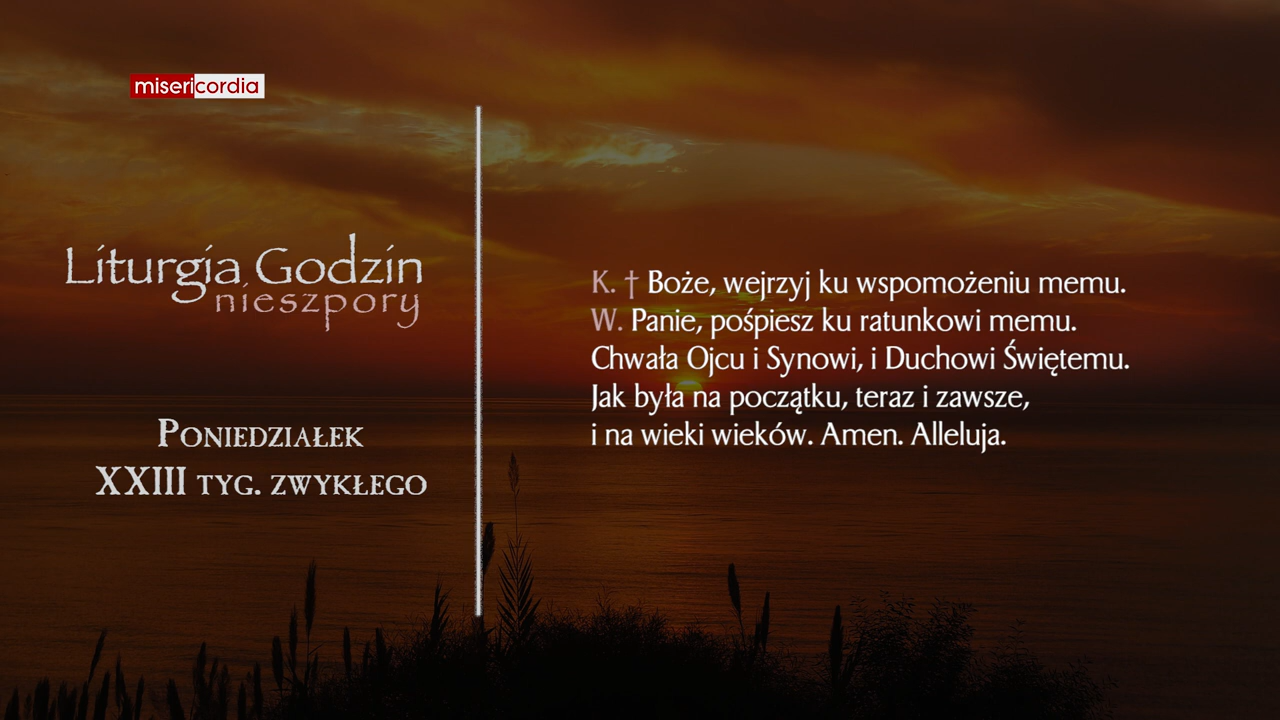 misericordia
Liturgia Godzin
nieszpory
Poniedziałek
XXIII tyg. zwykłego
K. † Boże, wejrzyj ku wspomożeniu memu.
W. Panie, pośpiesz ku ratunkowi memu.
Chwała Ojcu i Synowi, i Duchowi Świętemu.
Jak była na początku, teraz i zawsze,
i na wieki wieków. Amen. Alleluja.